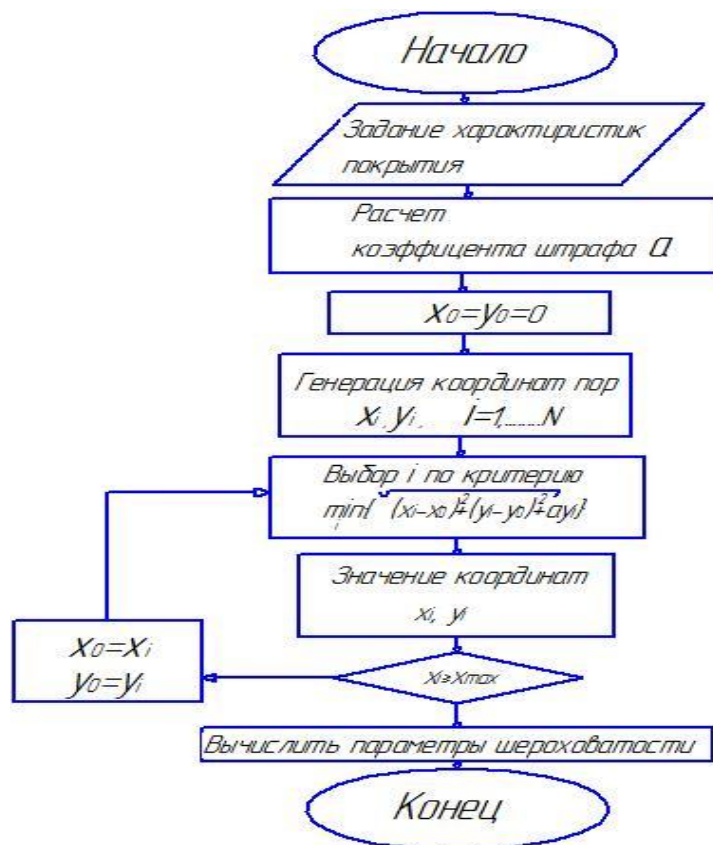 Начало
Задание характиристик
покрытия
Расчет
коэффицента штрафа a
x₀=y₀=0
Генерация координат пор
xᵢ, yᵢ, i=1,........N
Выбор i по критерию
min{√(xᵢ-x₀)²+(yᵢ-y₀)²+ayᵢ}
i
Значение координат
xᵢ, yᵢ
x₀=xᵢ
y₀=yᵢ
xᵢ≥xmax
Вычислить параметры шероховатости
Конец